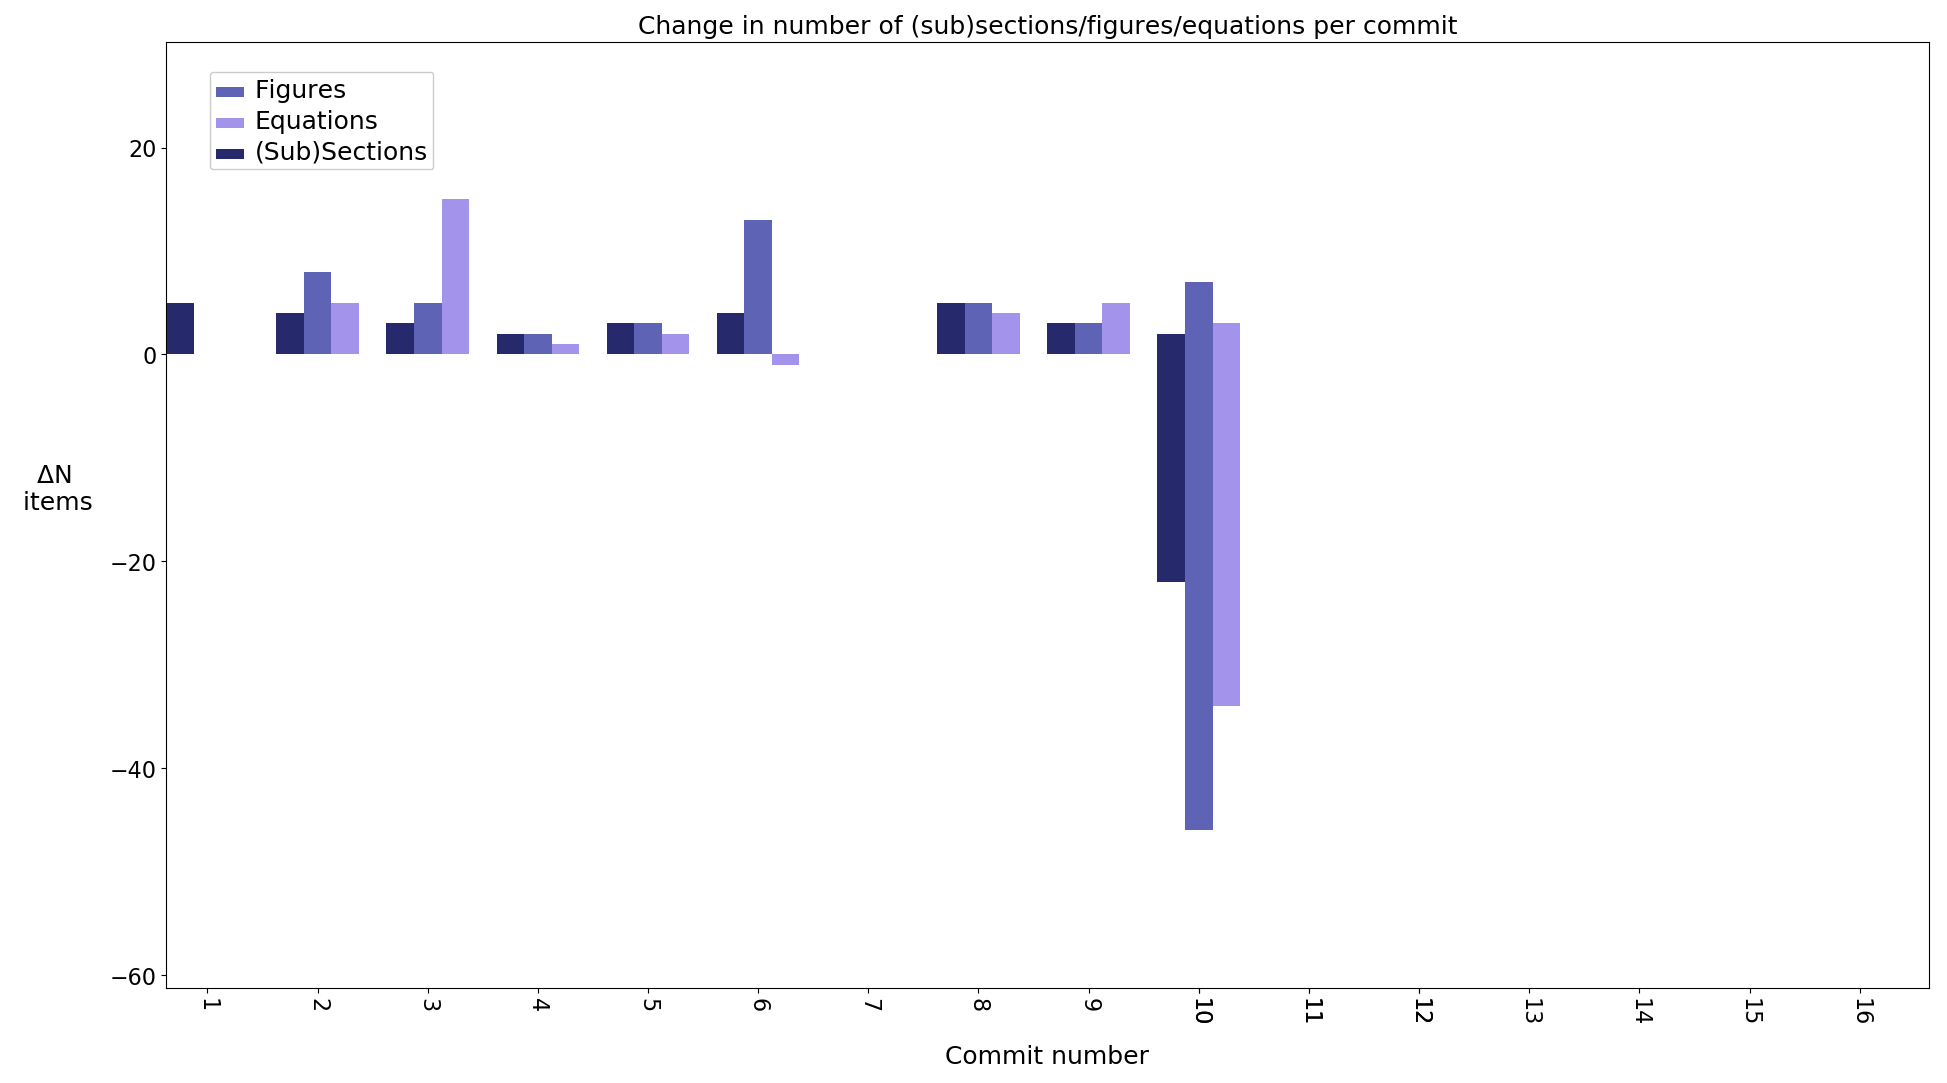 Change in number of (sub)sections/figures/equations per commit
Figures
Equations
(Sub)Sections
20
0
−20
−40
−60
ΔN
items
1 2 3 4 5 6 7 8 9 10 11 12 13 14 15 16
Commit number